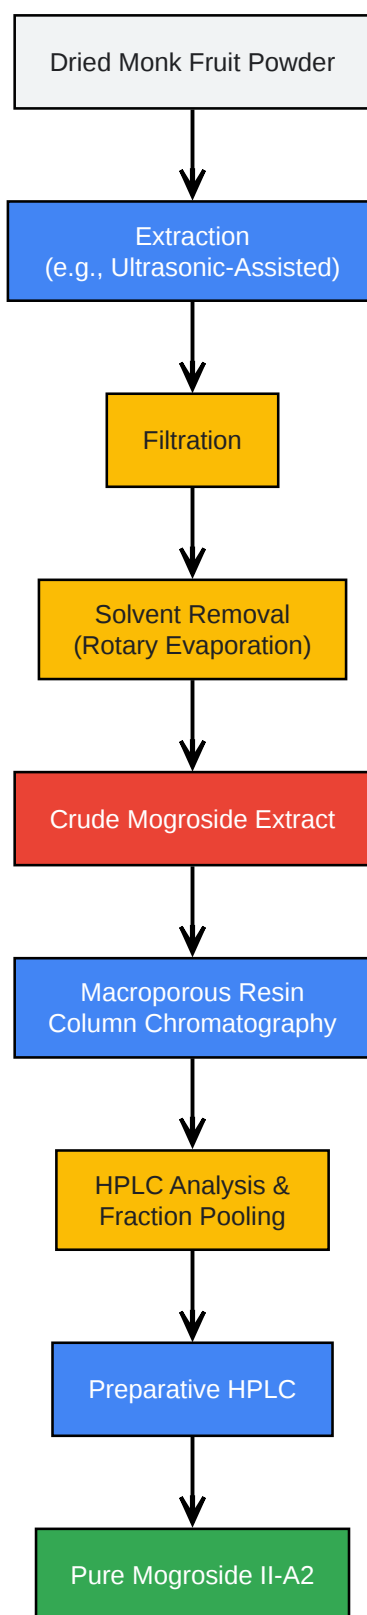 Dried Monk Fruit Powder
Extraction
(e.g., Ultrasonic-Assisted)
Filtration
Solvent Removal
(Rotary Evaporation)
Crude Mogroside Extract
Macroporous Resin
Column Chromatography
HPLC Analysis &
Fraction Pooling
Preparative HPLC
Pure Mogroside II-A2